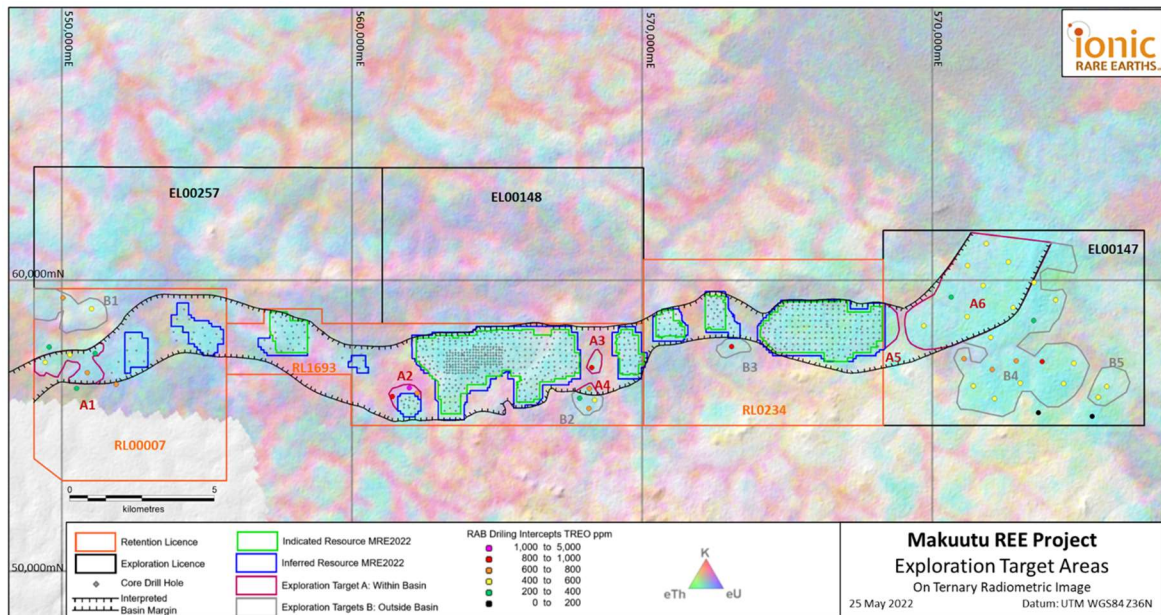 550,000mE
560,000mE
570,000mE
570,000mE
ionic
RARE EARTHS
EL00257
EL00148
EL00147
60,000mN
B1
A6
A3
A5
RL1693
A2
A4
B3
B4
B5
A1
B2
RL0234
RL00007
0 5
kilometres
50,000mN
Retention Licence
Exploration Licence
Core Drill Hole
Interpreted
Basin Margin
Indicated Resource MRE2022
Inferred Resource MRE2022
Exploration Target A: Within Basin
Exploration Targets B: Outside Basin
RAB Driling Intercepts TREO ppm
1,000 to 5,000
800 to 1,000
600 to 800
400 to 600
200 to 400
0 to 200
K
eTh eU
Makuutu REE Project
Exploration Target Areas
On Ternary Radiometric Image
25 May 2022 Datum: UTM WGS84 Z36N